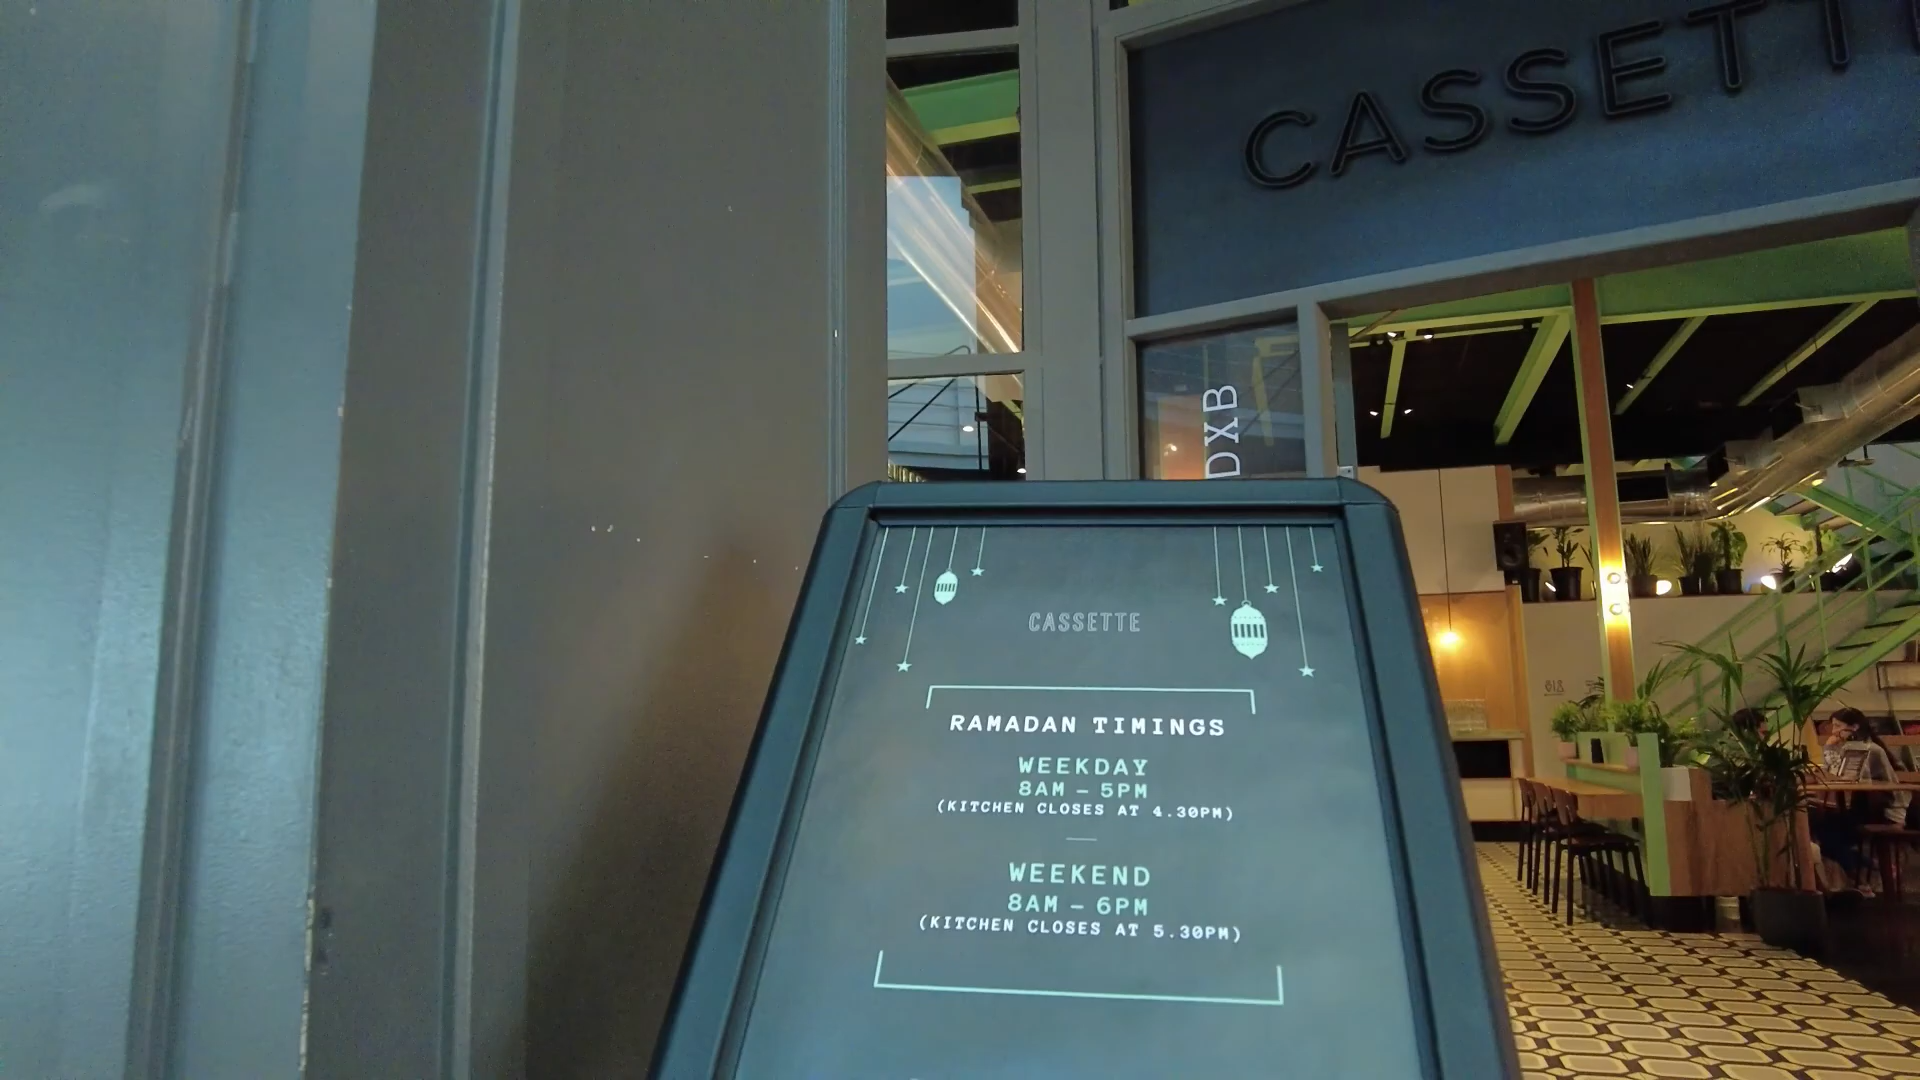 CASSETT
DXB
CASSETTE
RAMADAN TIMINGS
WEEKDAY
8AM – 5PM
(KITCHEN CLOSES AT 4.30PM)
WEEKEND
8AM – 6PM
(KITCHEN CLOSES AT 5.30PM)